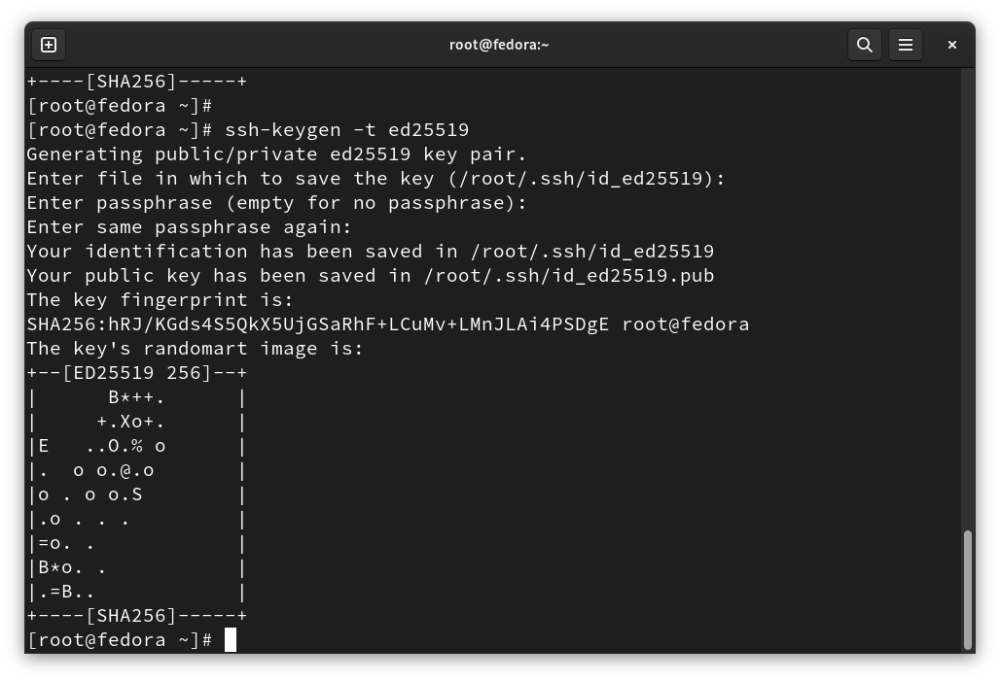 root@fedora:~
+----[SHA256]-----+
[root@fedora ~]#
[root@fedora ~]# ssh-keygen -t ed25519
Generating public/private ed25519 key pair.
Enter file in which to save the key (/root/.ssh/id_ed25519):
Enter passphrase (empty for no passphrase):
Enter same passphrase again:
Your identification has been saved in /root/.ssh/id_ed25519
Your public key has been saved in /root/.ssh/id_ed25519.pub
The key fingerprint is:
SHA256:hRJ/KGds4S5QkX5UjGSaRhF+LCuMv+LMnJLAi4PSDgE root@fedora
The key's randomart image is:
+--[ED25519 256]--+
|      B*++.      |
|     +.Xo+.      |
|E   ..O.% o      |
|.  o o.@.o       |
|o . o o.S        |
|.o . . .         |
|=o. .            |
|B*o. .           |
|.=B..            |
+----[SHA256]-----+
[root@fedora ~]#